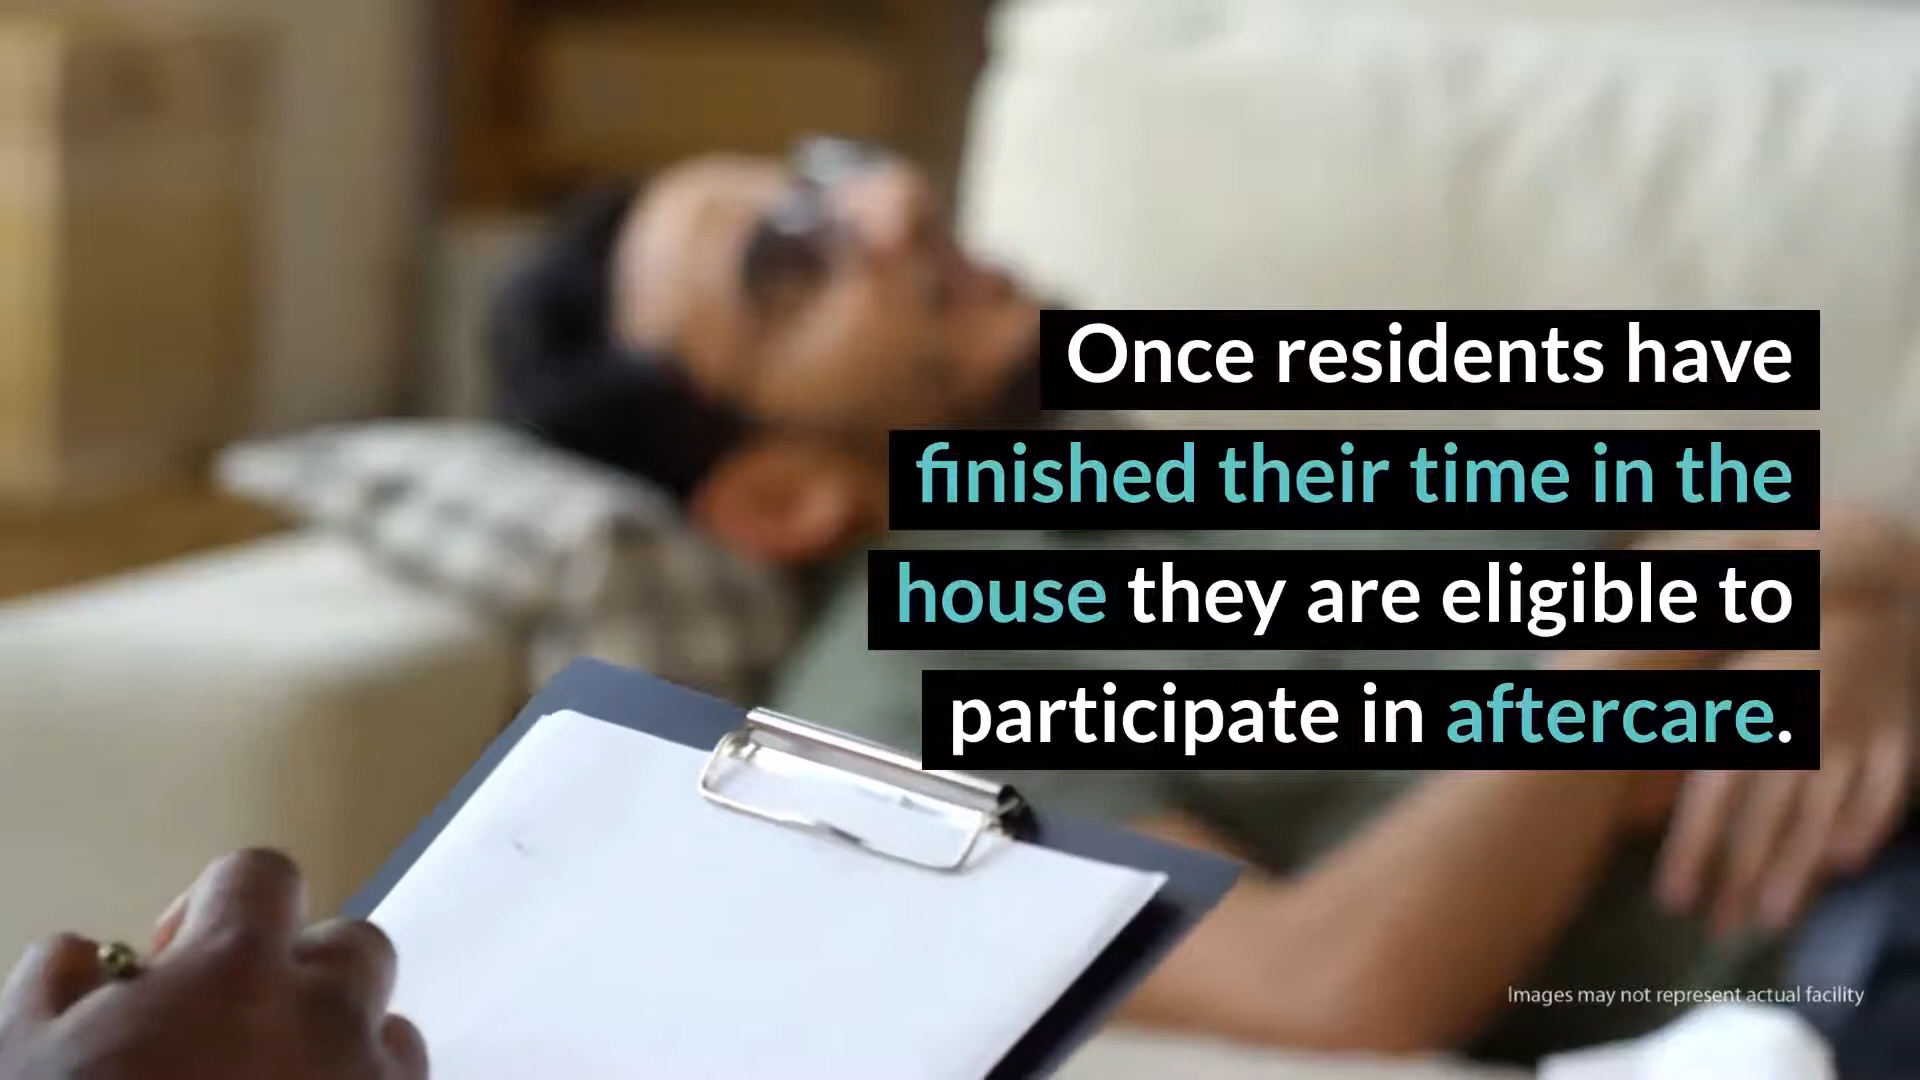 Once residents have
finished their time in the
house they are eligible to
participate in aftercare.
Images may not represent actual facility